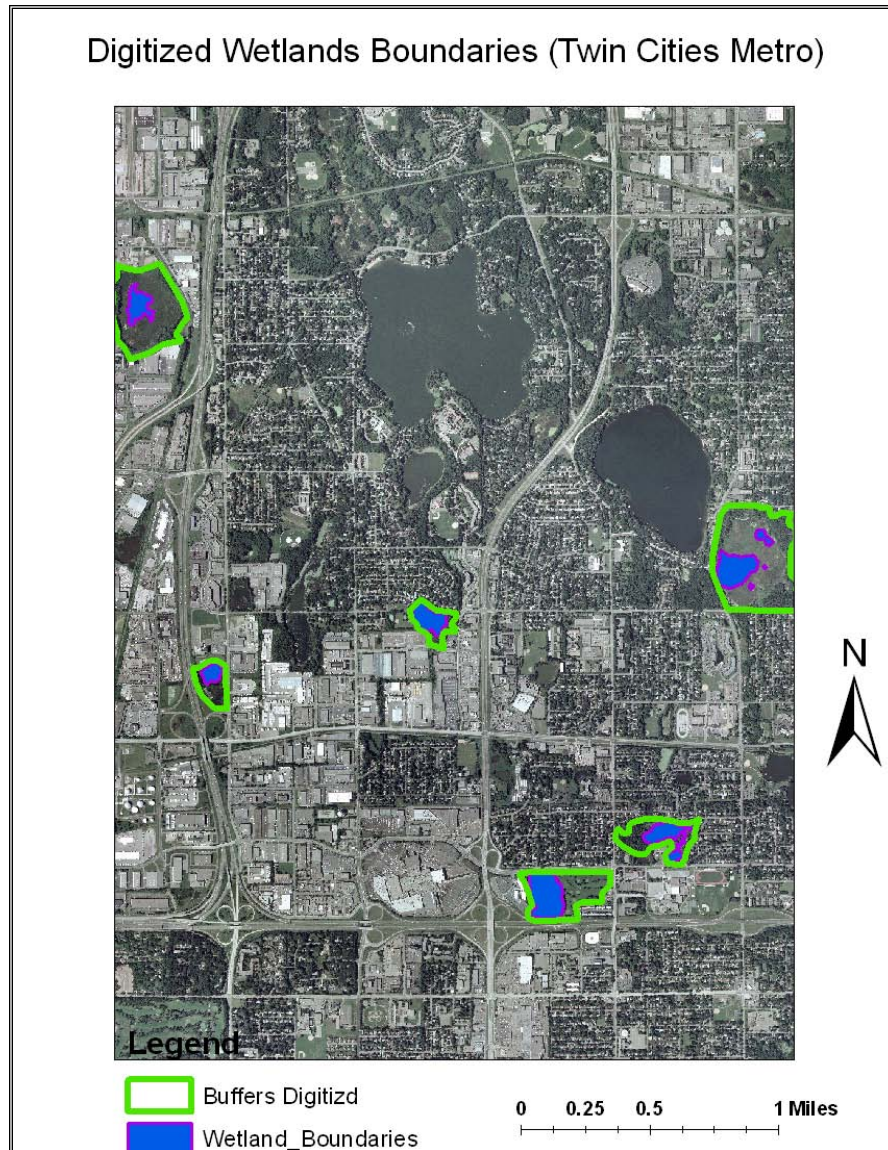 Digitized Wetlands Boundaries (Twin Cities Metro)
N
Legend
Buffers Digitizd
Wetland_Boundaries
0 0.25 0.5 1 Miles